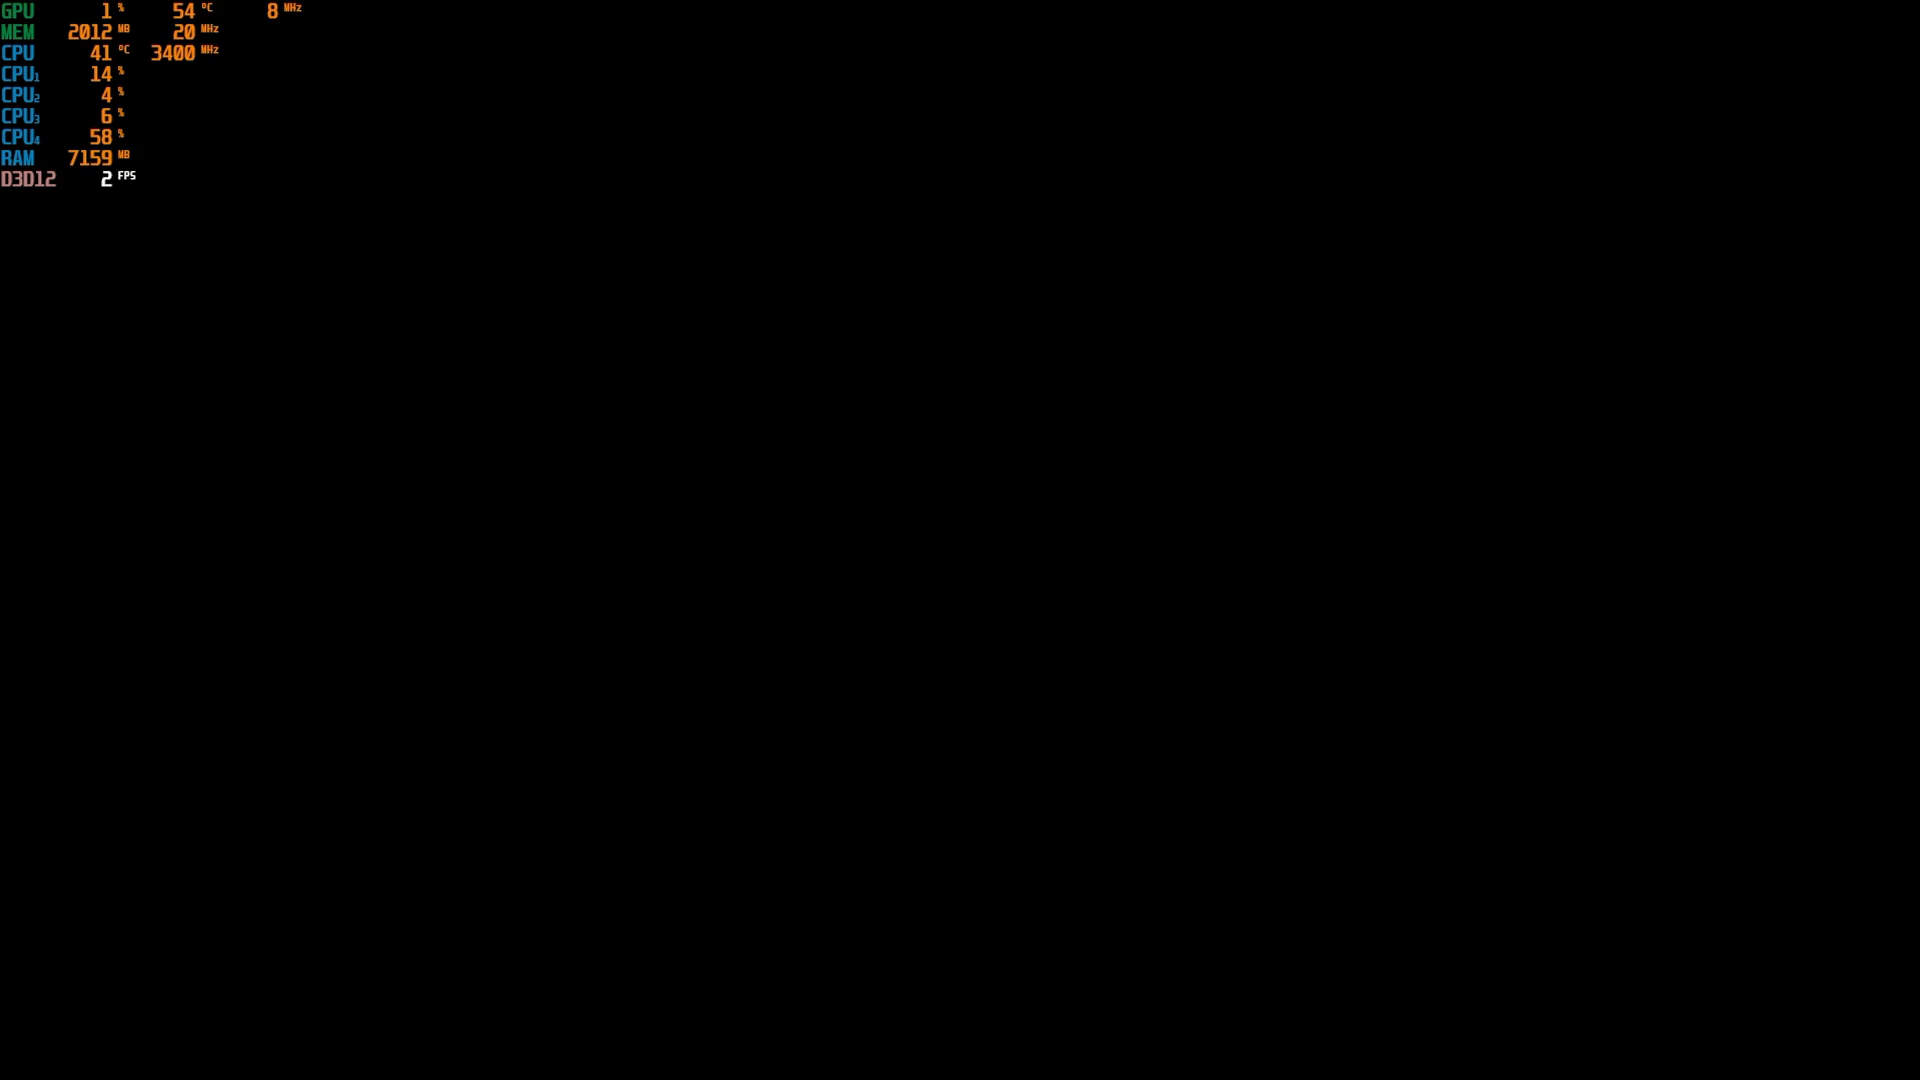 GPU 1 % 54 °C 8 MHz
MEM 2012 MB 20 MHz
CPU 41 °C 3400 MHz
CPU1 14 %
CPU2 4 %
CPU3 6 %
CPU4 58 %
RAM 7159 MB
D3D12 2 FPS